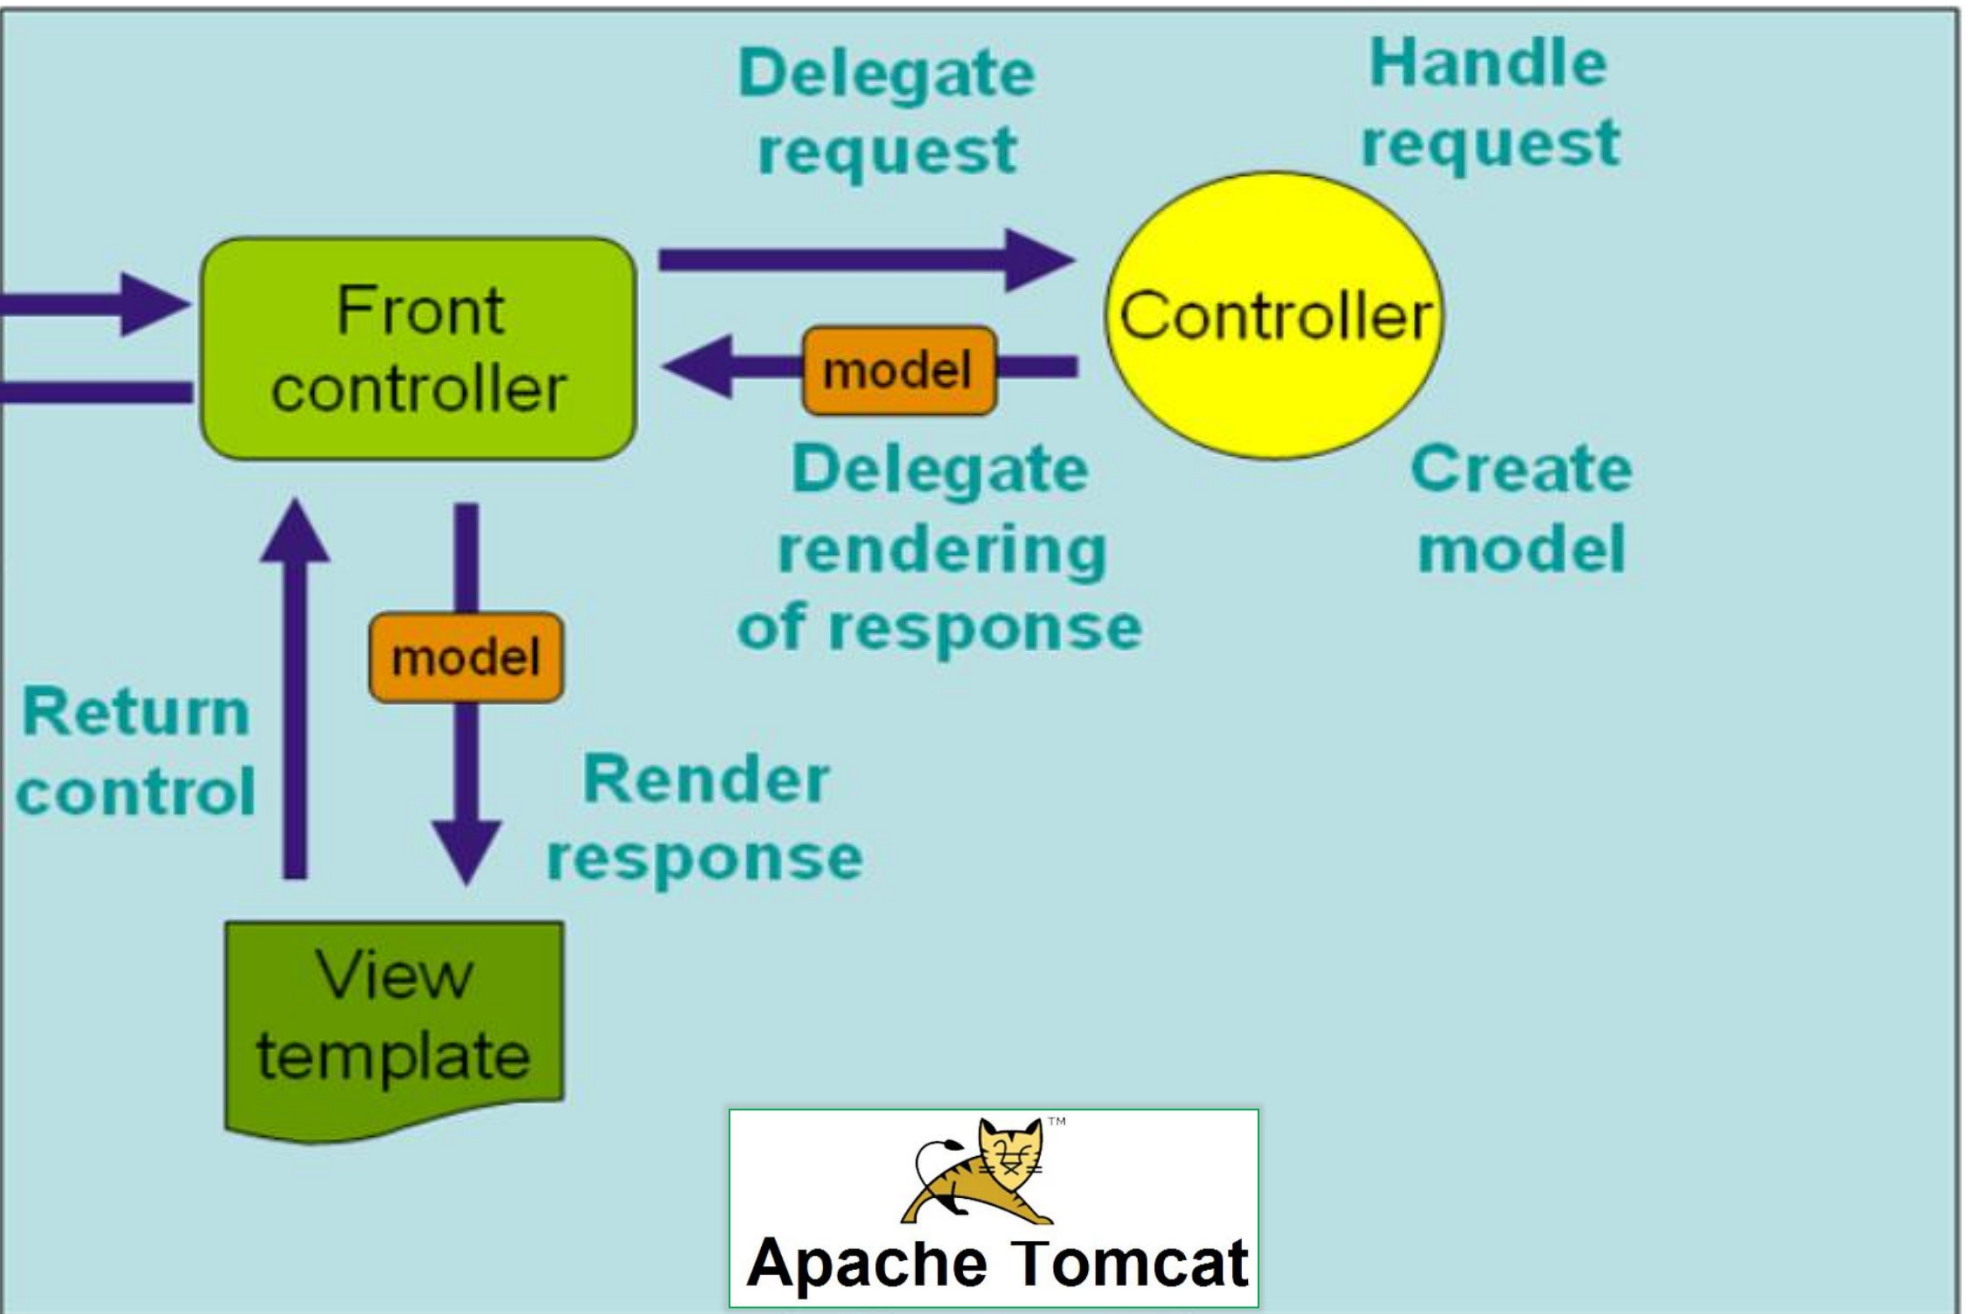 Delegate
request
Handle
request
Front
controller
Controller
model
Delegate
rendering
of response
Create
model
model
Return
control
Render
response
View
template
TM
Apache Tomcat